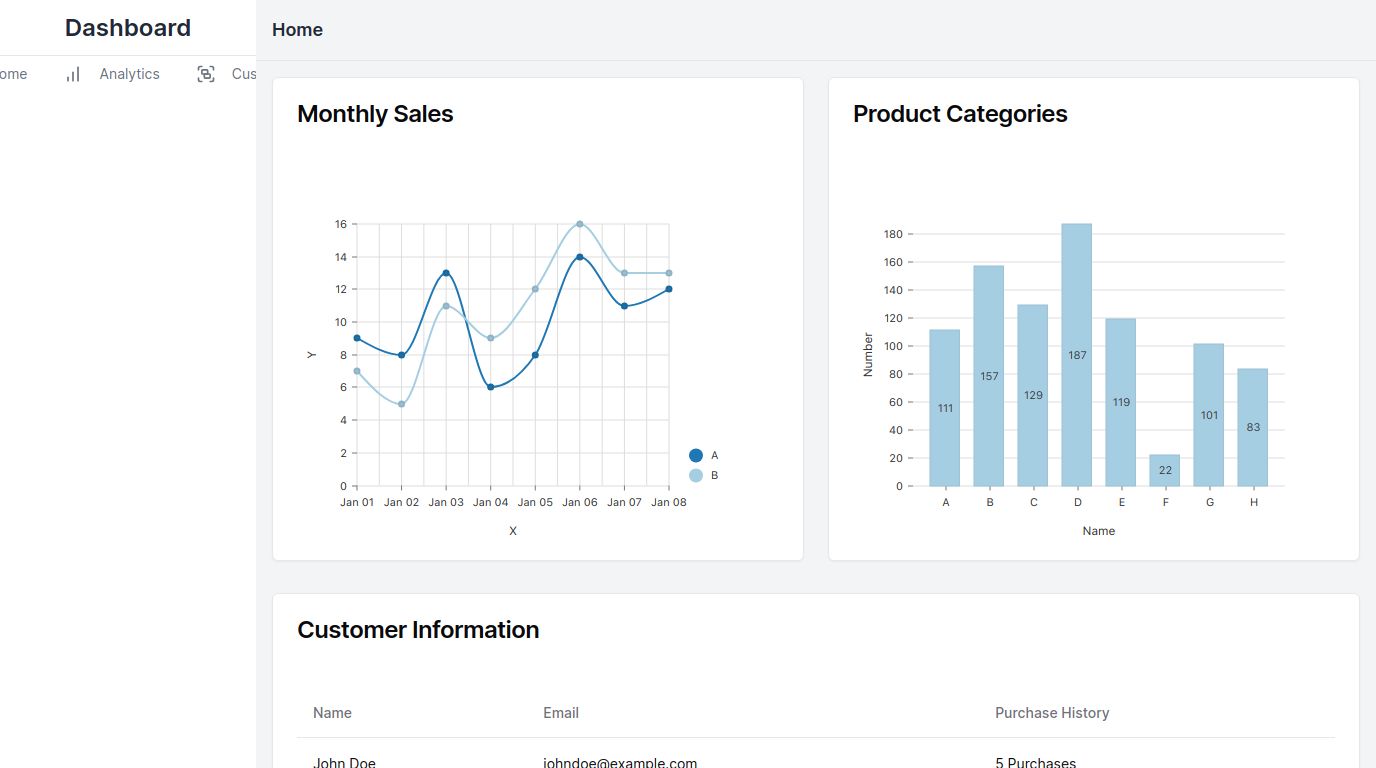 Dashboard
Home
ome
Analytics
Cus
Monthly Sales
16
14
12
10
8
6
4
2
0
Y
Jan 01 Jan 02 Jan 03 Jan 04 Jan 05 Jan 06 Jan 07 Jan 08
X
A
B
Product Categories
180
160
140
120
100
80
60
40
20
0
Number
111 157 129 187 119 22 101 83
A B C D E F G H
Name
Customer Information
Name Email Purchase History
John Doe johndoe@example.com 5 Purchases